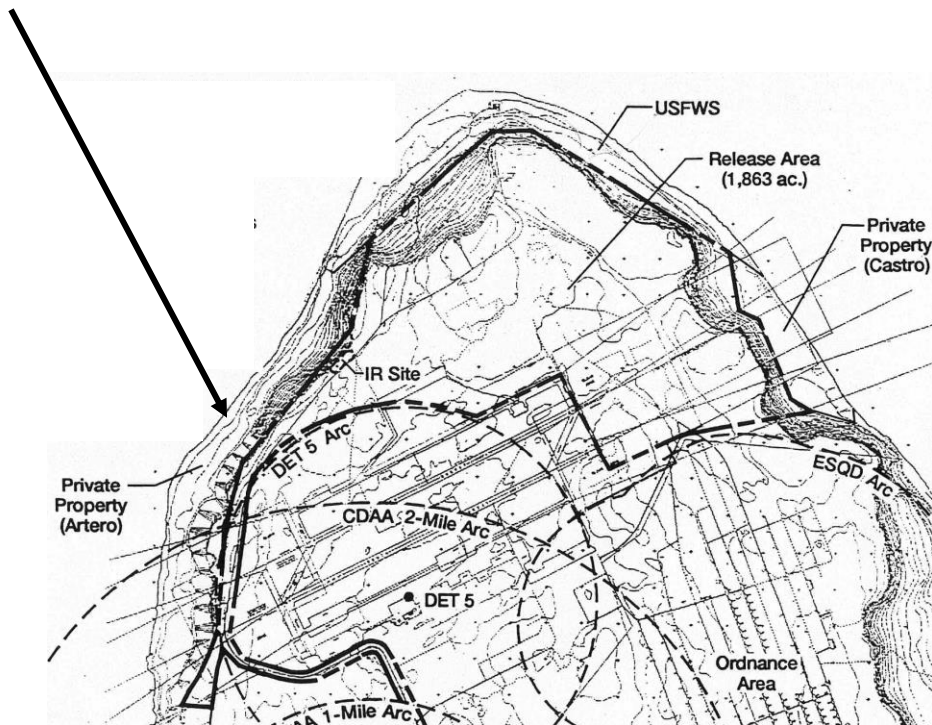 USFWS
Release Area
(1,863 ac.)
Private
Property
(Castro)
IR Site
DET 5 Arc
ESQD Arc
Private
Property
(Artero)
CDAA 2-Mile Arc
DET 5
Ordnance
Area
1-Mile Arc